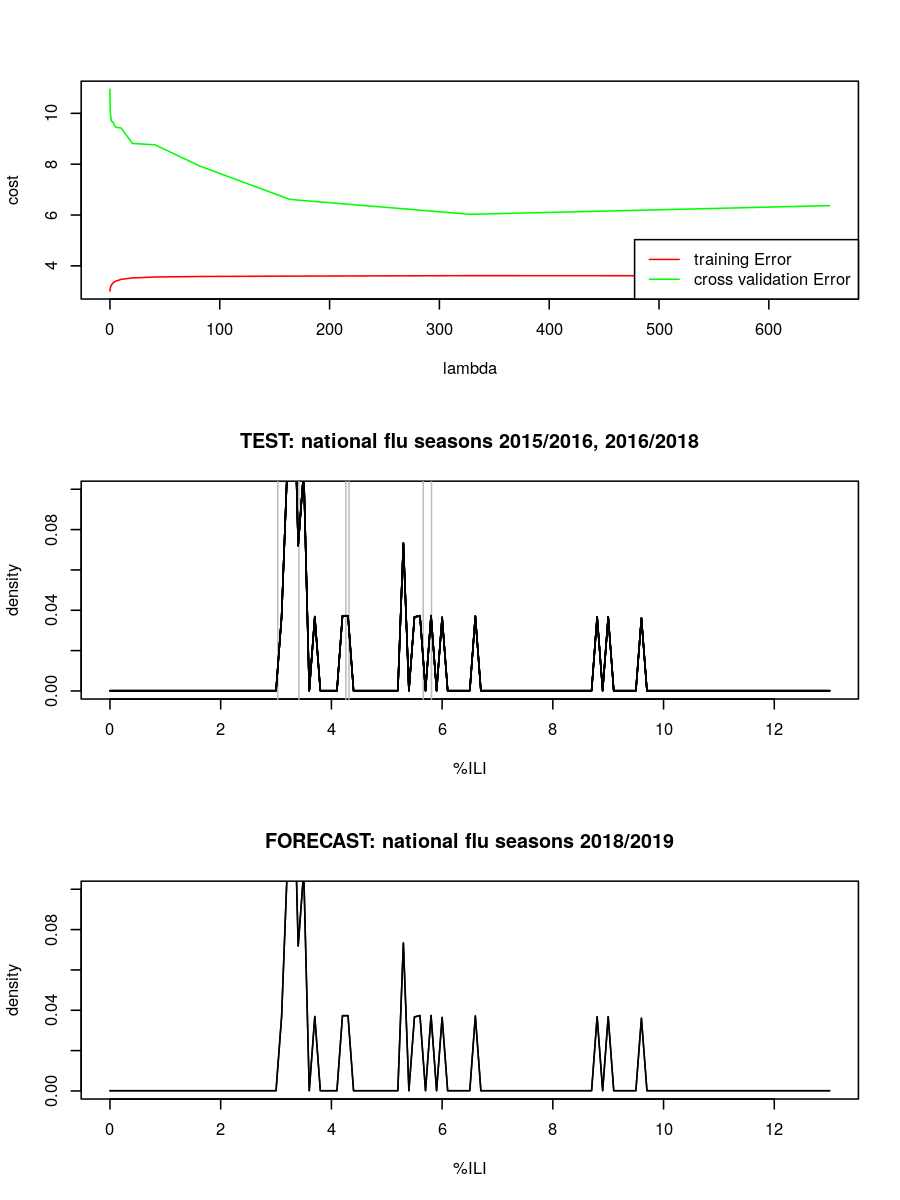 10
8
6
4
cost
training Error
cross validation Error
0 100 200 300 400 500 600
lambda
TEST: national flu seasons 2015/2016, 2016/2018
0.08
0.04
0.00
density
0 2 4 6 8 10 12
%ILI
FORECAST: national flu seasons 2018/2019
0.08
0.04
0.00
density
0 2 4 6 8 10 12
%ILI